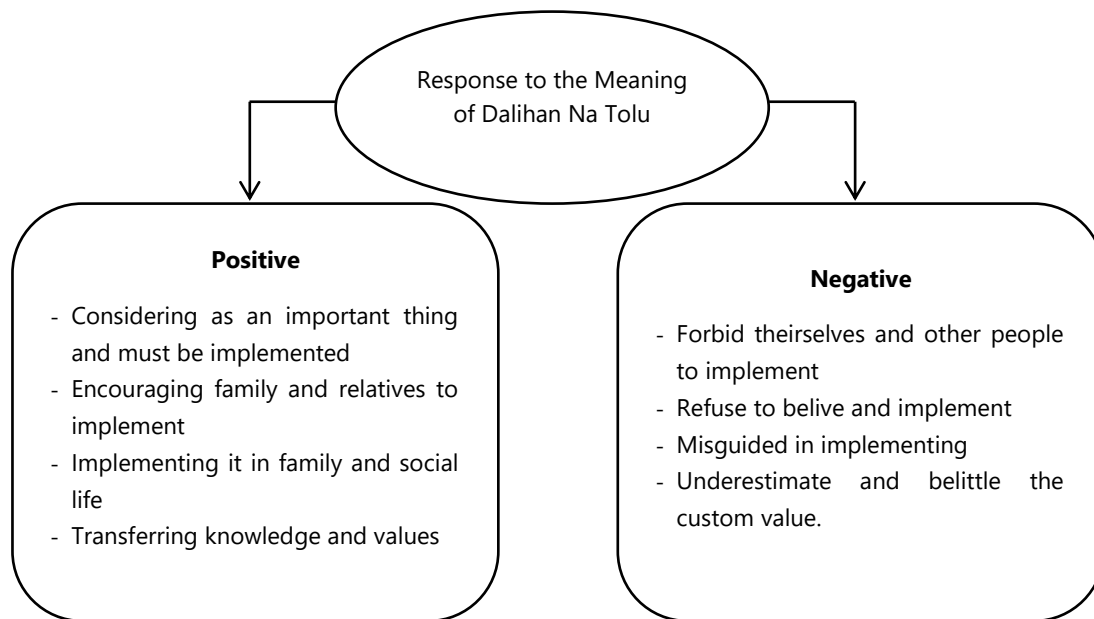 Response to the Meaning
of Dalihan Na Tolu
Positive
- Considering as an important thing
and must be implemented
- Encouraging family and relatives to
implement
- Implementing it in family and social
life
- Transferring knowledge and values
Negative
- Forbid theirselves and other people
to implement
- Refuse to belive and implement
- Misguided in implementing
- Underestimate and belittle the
custom value.